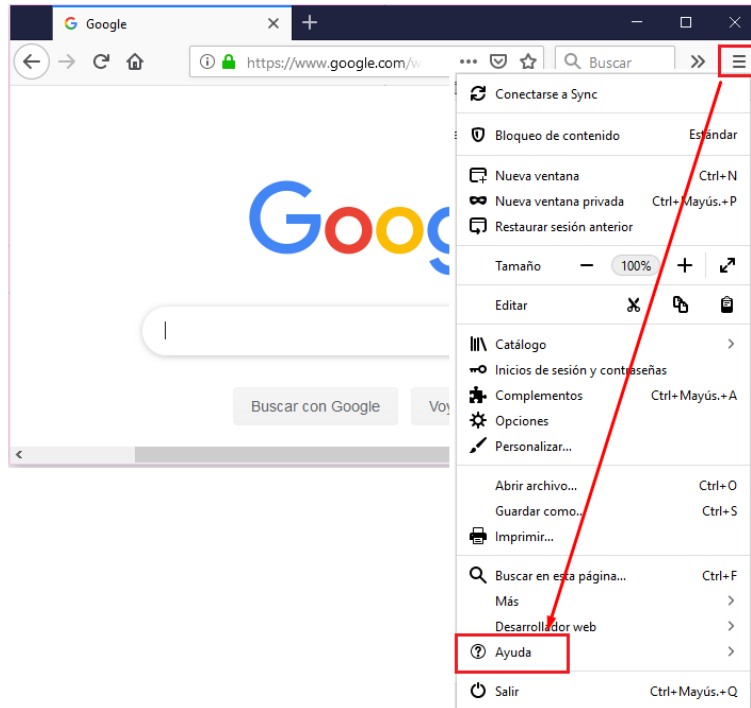 Google
https://www.google.com/w
Buscar
Goog
Buscar con Google
Voy
Conectarse a Sync
Bloqueo de contenido Estándar
Nueva ventana Ctrl+N
Nueva ventana privada Ctrl+Mayús.+P
Restaurar sesión anterior
Tamaño 100%
Editar
Catálogo
Inicios de sesión y contraseñas
Complementos Ctrl+Mayús.+A
Opciones
Personalizar...
Abrir archivo... Ctrl+O
Guardar como... Ctrl+S
Imprimir...
Buscar en esta página... Ctrl+F
Más
Desarrollador web
Ayuda
Salir Ctrl+Mayús.+Q